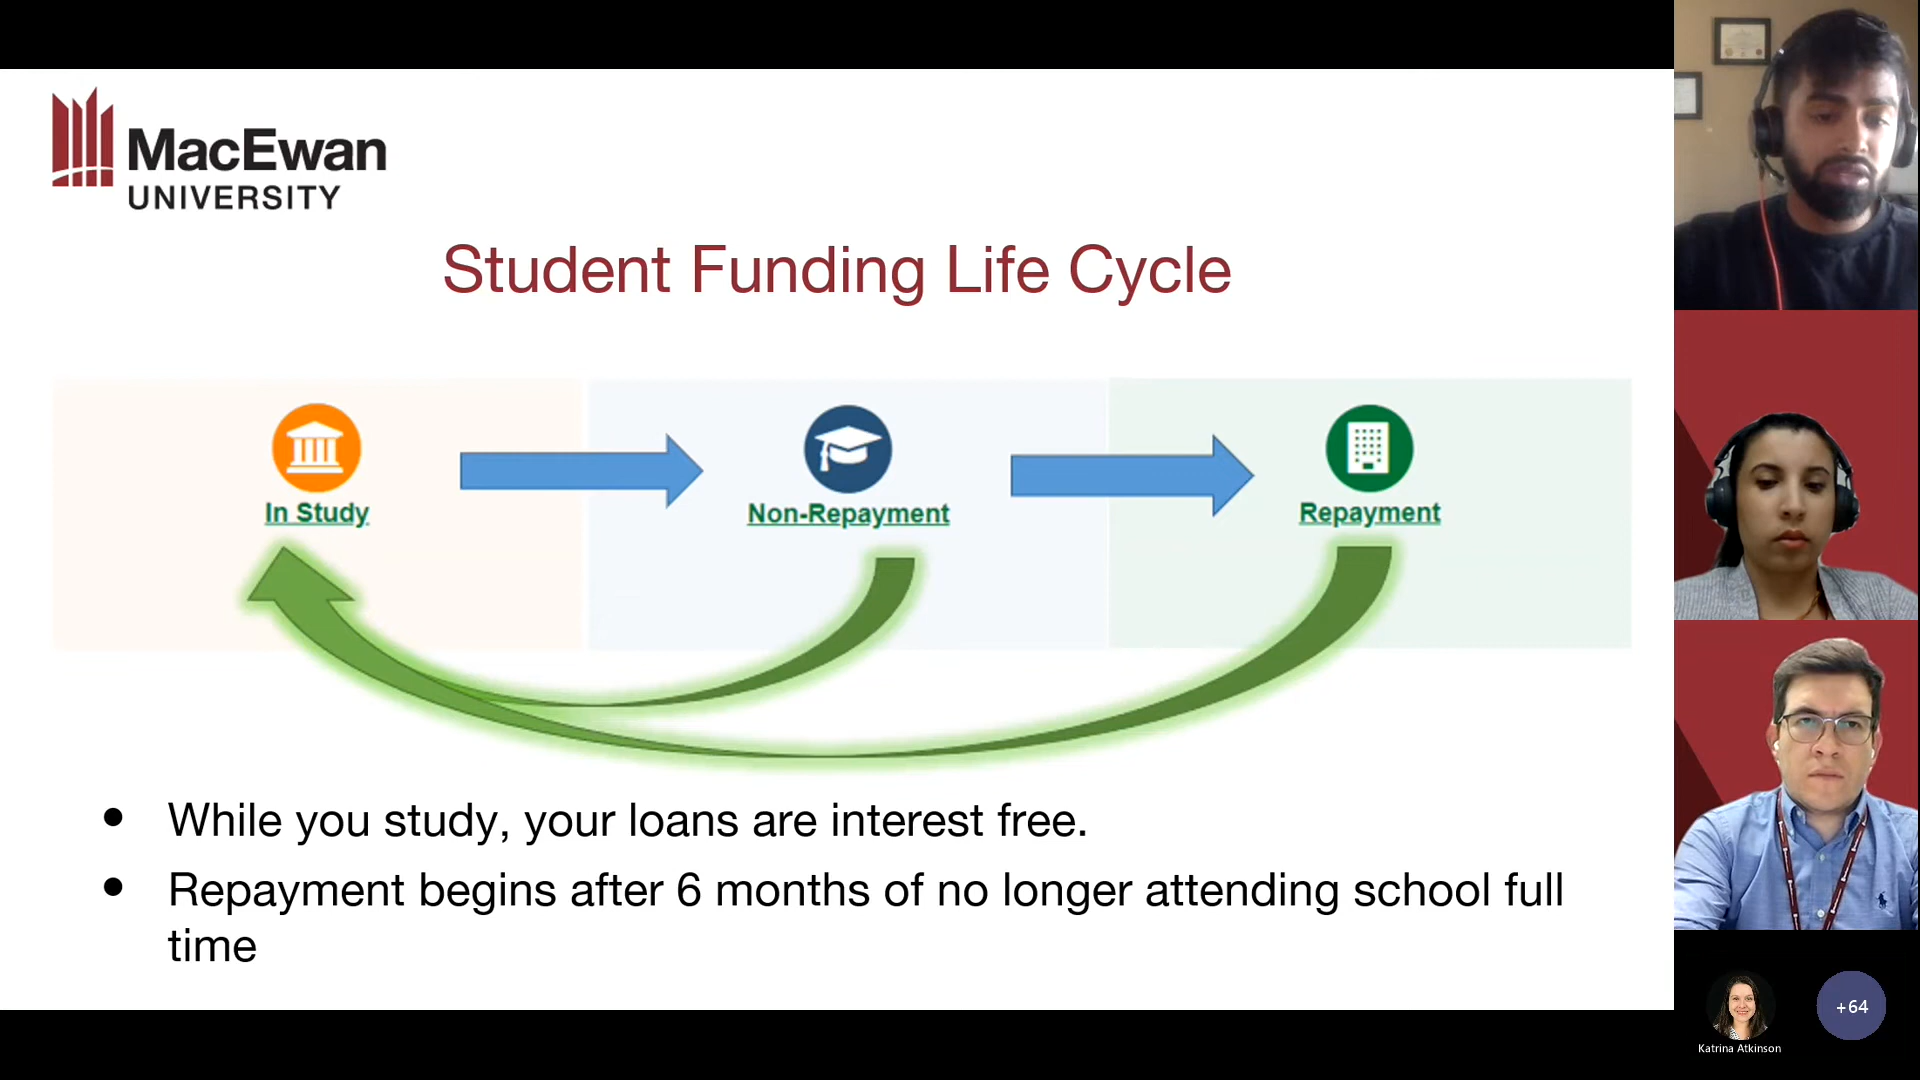 MacEwan
UNIVERSITY
Student Funding Life Cycle
In Study
Non-Repayment
Repayment
• While you study, your loans are interest free.
• Repayment begins after 6 months of no longer attending school full
time
+64
Katrina Atkinson